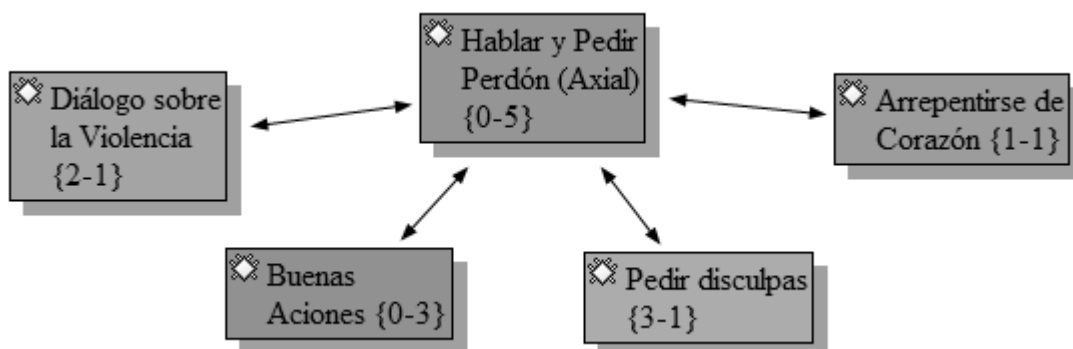 Hablar y Pedir
Perdón (Axial)
{0-5}
Diálogo sobre
la Violencia
{2-1}
Arrepentirse de
Corazón {1-1}
Buenas
Aciones {0-3}
Pedir disculpas
{3-1}